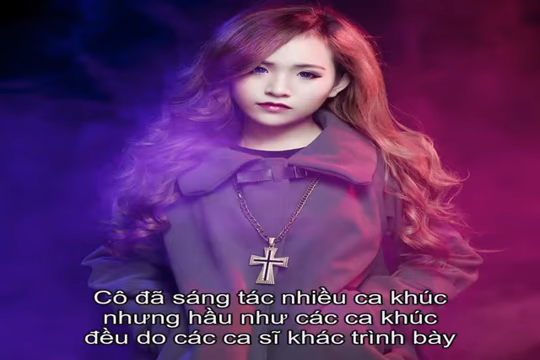 Cô đã sáng tác nhiều ca khúc
nhưng hầu như các ca khúc
đều do các ca sĩ khác trình bày